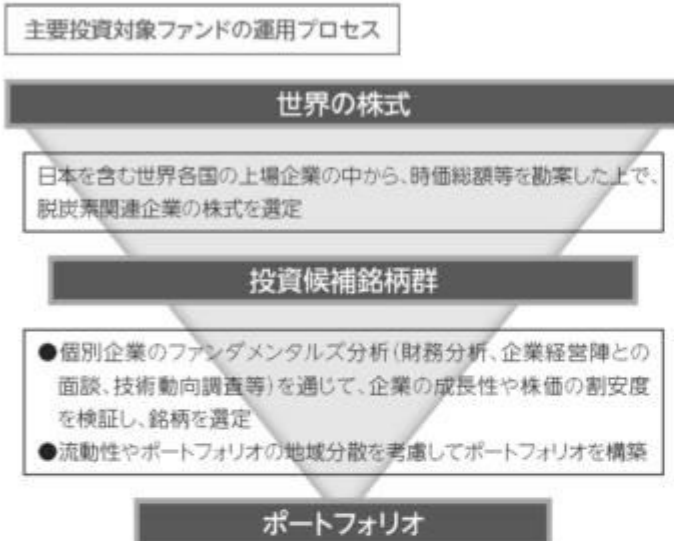 主要投資対象ファンドの運用プロセス
世界の株式
日本を含む世界各国の上場企業の中から、時価総額等を勘案した上で、
脱炭素関連企業の株式を選定
投資候補銘柄群
●個別企業のファンダメンタルズ分析(財務分析、企業経営陣との
面談、技術動向調査等)を通じて、企業の成長性や株価の割安度
を検証し、銘柄を選定
●流動性やポートフォリオの地域分散を考慮してポートフォリオを構築
ポートフォリオ